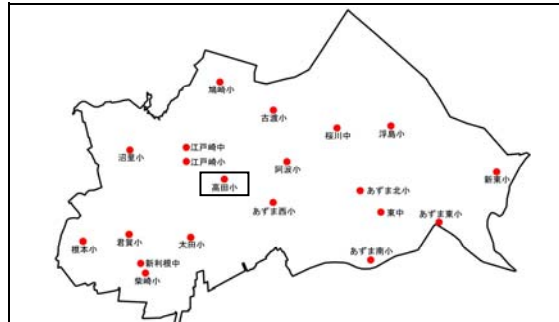 鳩崎小
古渡小
桜川中
浮島小
江戸崎中
沼里小
江戸崎小
阿波小
新東小
高田小
あずま北小
あずま西小
東中
あずま東小
君賀小
太田小
根本小
新利根中
あずま南小
柴崎小